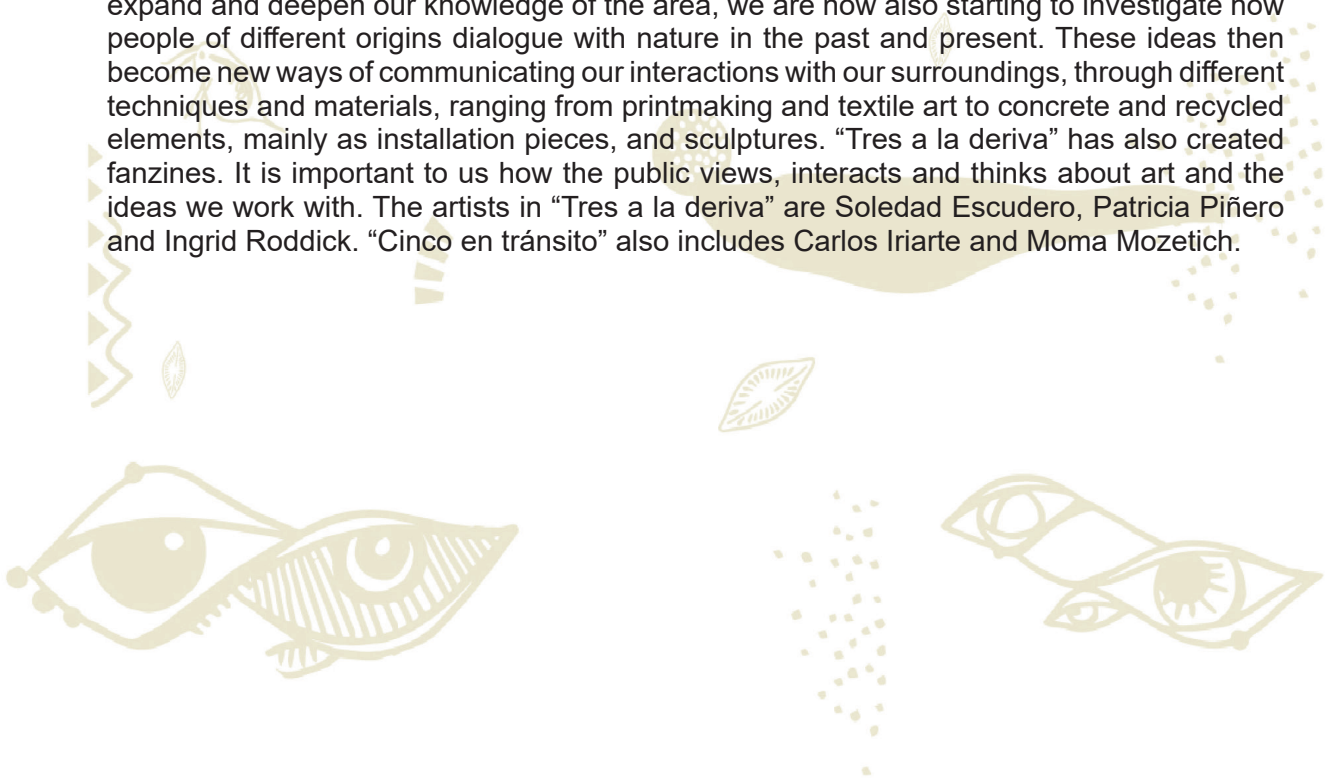 expand and deepen our knowledge of the area, we are now also starting to investigate how
people of different origins dialogue with nature in the past and present. These ideas then
become new ways of communicating our interactions with our surroundings, through different
techniques and materials, ranging from printmaking and textile art to concrete and recycled
elements, mainly as installation pieces, and sculptures. “Tres a la deriva” has also created
fanzines. It is important to us how the public views, interacts and thinks about art and the
ideas we work with. The artists in “Tres a la deriva” are Soledad Escudero, Patricia Piñero
and Ingrid Roddick. “Cinco en tránsito” also includes Carlos Iriarte and Moma Mozetich.